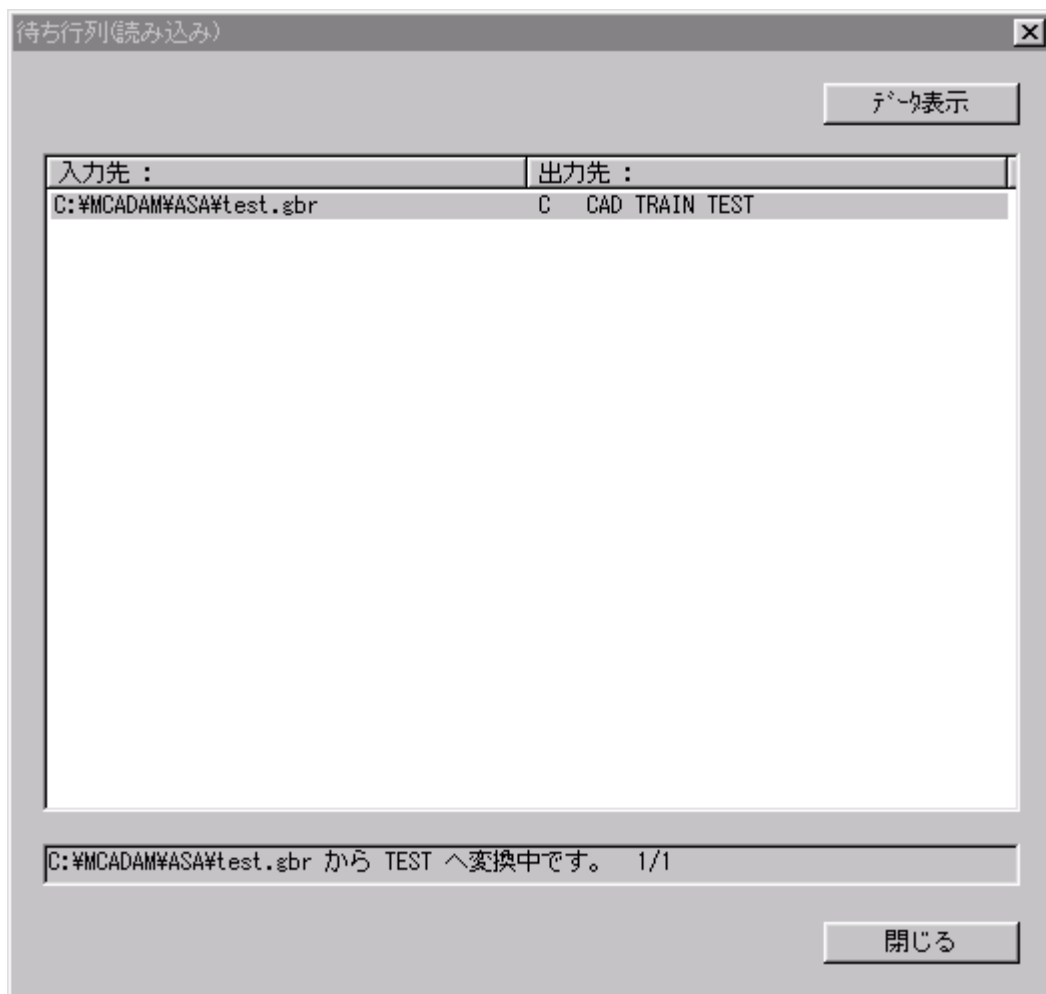 待ち行列(読み込み)
ﾃﾞｰﾀ表示
入力先： 出力先：
C:¥MCADAM¥ASA¥test.gbr C CAD TRAIN TEST
C:¥MCADAM¥ASA¥test.gbr から TEST へ変換中です。 1/1
閉じる